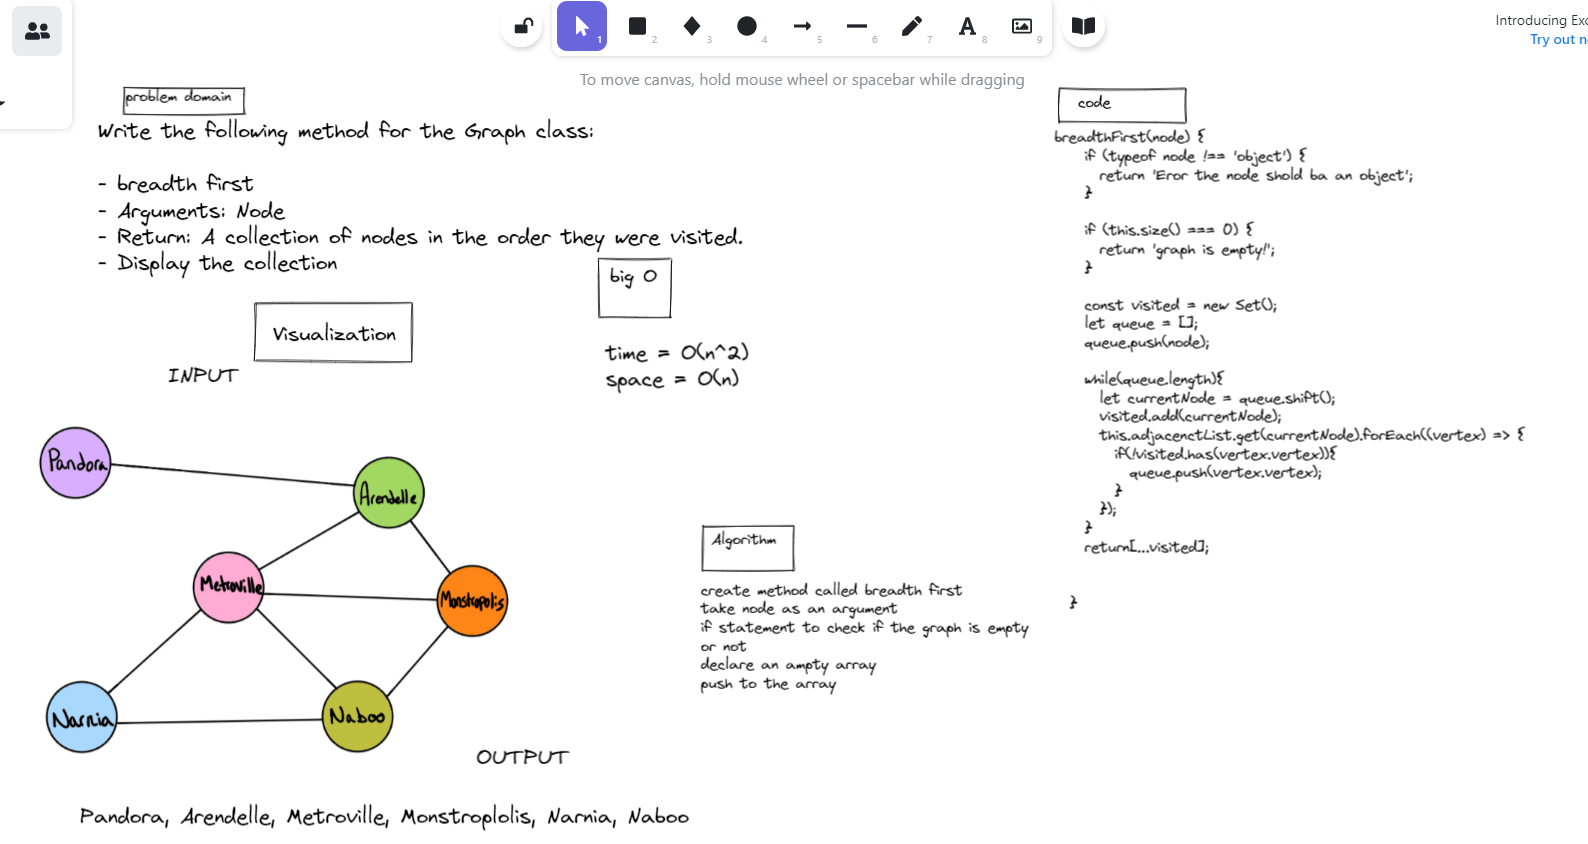 1
2
3
4
5
6
7
A
8
9
Introducing Exc
Try out n
To move canvas, hold mouse wheel or spacebar while dragging
problem domain
Write the following method for the Graph class:
- breadth first
- Arguments: Node
- Return: A collection of nodes in the order they were visited.
- Display the collection
Visualization
INPUT
Pandora
Arendelle
Metroville
Monstropolis
Narnia
Naboo
OUTPUT
Pandora, Arendelle, Metroville, Monstroplolis, Narnia, Naboo
big O
time = O(n^2)
space = O(n)
Algorithm
create method called breadth first
take node as an argument
if statement to check if the graph is empty
or not
declare an ampty array
push to the array
code
breadthFirst(node) {
if (typeof node !== 'object') {
return 'Eror the node shold ba an object';
}
if (this.size() === 0) {
return 'graph is empty!';
}
const visited = new Set();
let queue = [];
queue.push(node);
while(queue.length){
let currentNode = queue.shift();
visited.add(currentNode);
this.adjacenctList.get(currentNode).forEach((vertex) => {
if(!visited.has(vertex.vertex)){
queue.push(vertex.vertex);
}
});
}
return[...visited];
}